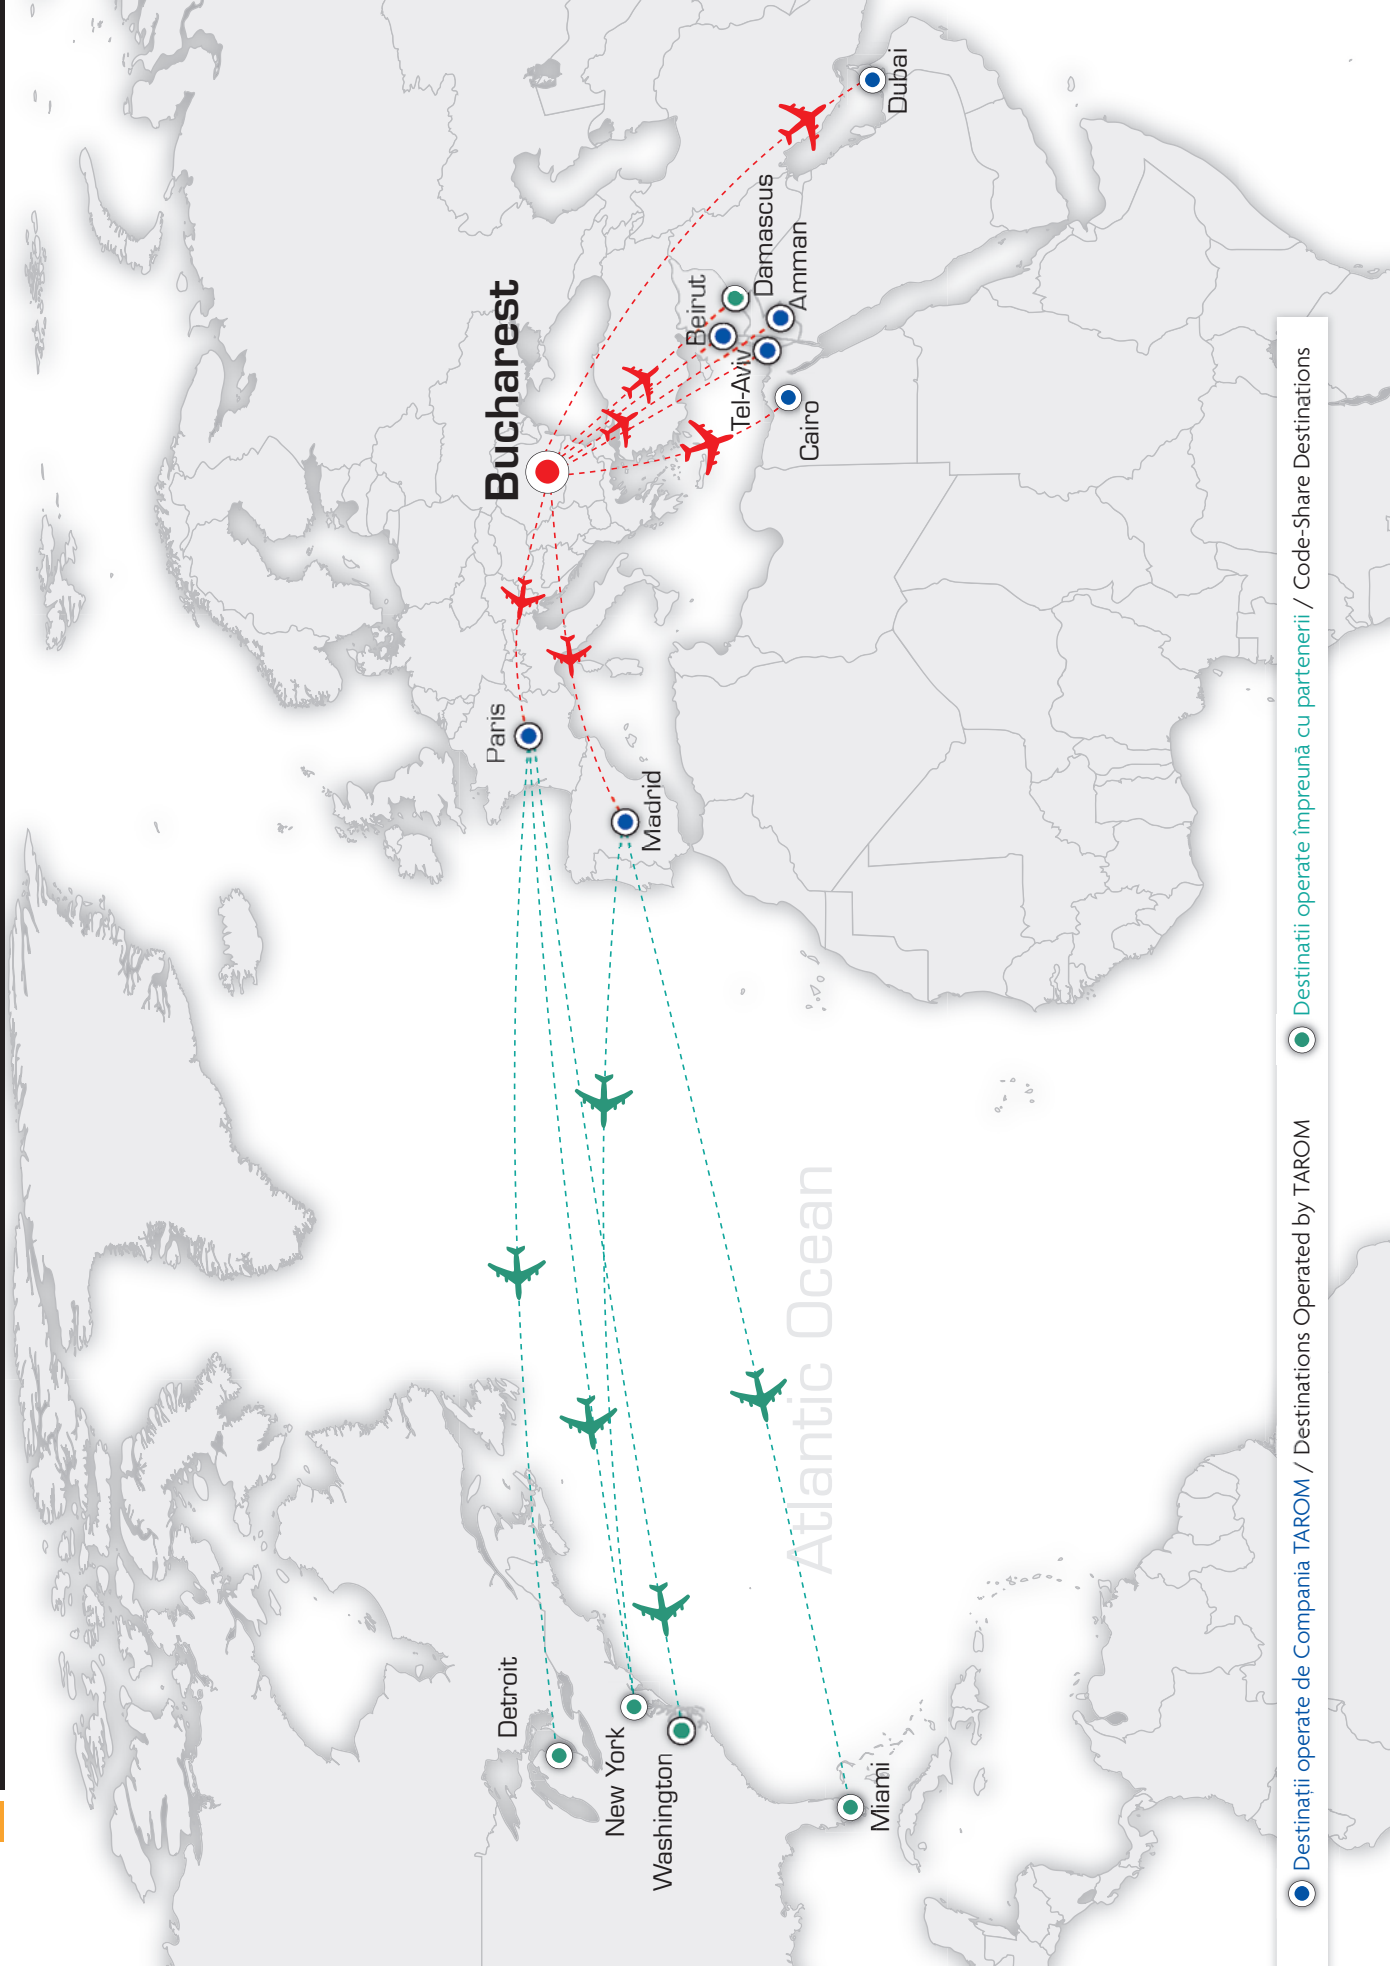 Bucharest
Paris
Madrid
Beirut
Damascus
Tel-Aviv
Amman
Cairo
Dubai
Detroit
New York
Washington
Miami
Atlantic Ocean
Destinații operate de Compania TAROM / Destinations Operated by TAROM
Destinatii operate împreună cu partenerii / Code-Share Destinations